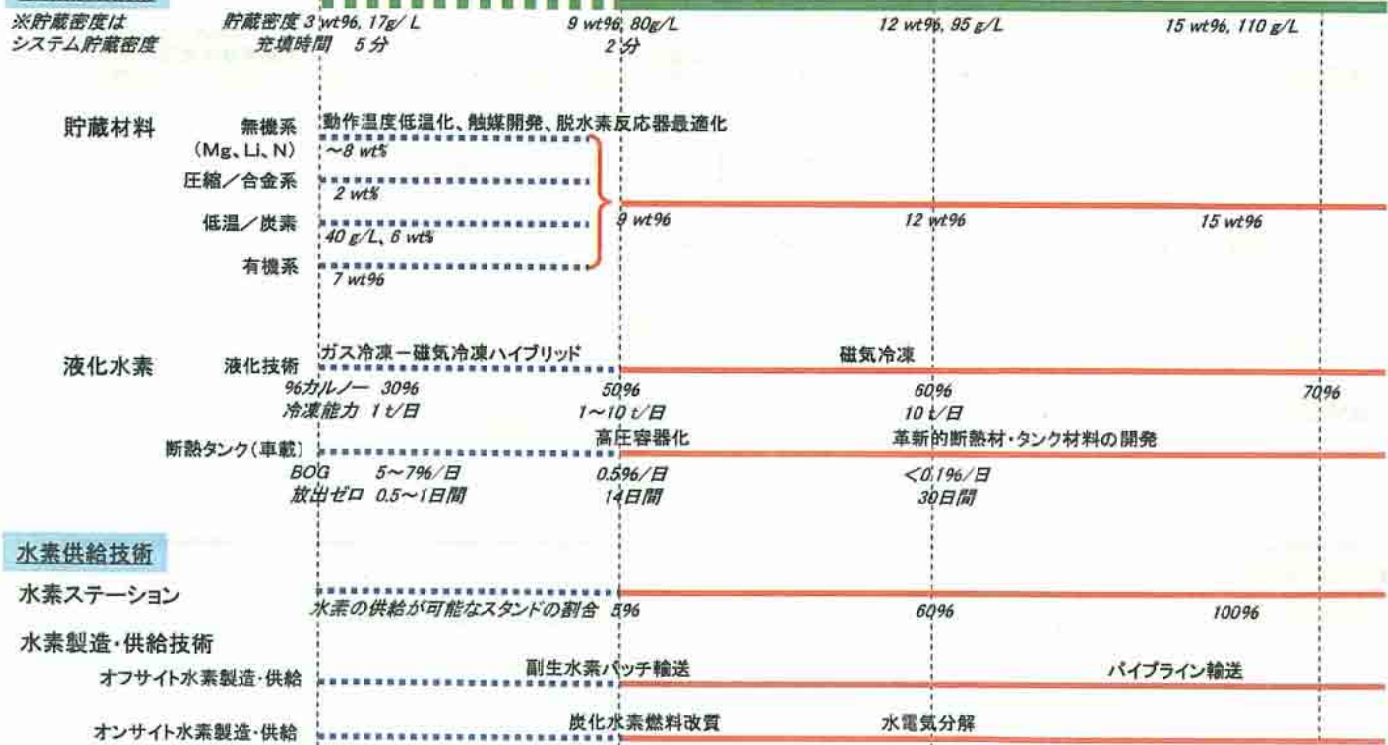 ※貯蔵密度は 貯蔵密度 3 wt%, 17g/L 9 wt%, 80g/L 12 wt%, 95 g/L 15 wt%, 110 g/L
システム貯蔵密度 充填時間 5分 2分
貯蔵材料 無機系 動作温度低温化、触媒開発、脱水素反応器最適化
(Mg、Li、N) ~8 wt%
圧縮/合金系
2 wt%
低温/炭素 9 wt% 12 wt% 15 wt%
40 g/L、6 wt%
有機系
7 wt%
液化水素 液化技術 ガス冷凍-磁気冷凍ハイブリッド 磁気冷凍
%カルノー 30% 50% 60% 70%
冷凍能力 1 t/日 1~10 t/日 10 t/日
断熱タンク(車載) 高圧容器化 革新的断熱材・タンク材料の開発
BOG 5~7%/日 0.5%/日 <0.1%/日
放出ゼロ 0.5~1日間 14日間 30日間
水素供給技術
水素ステーション
水素の供給が可能なスタンドの割合 5% 60% 100%
水素製造・供給技術
オフサイト水素製造・供給 副生水素バッチ輸送 パイプライン輸送
オンサイト水素製造・供給 炭化水素燃料改質 水電気分解